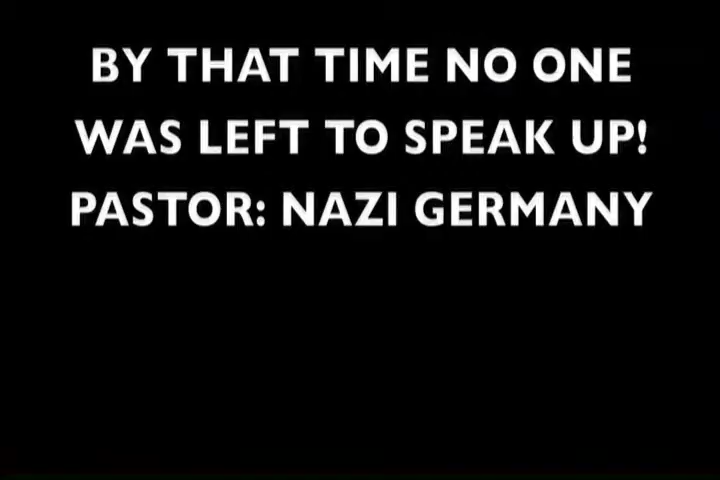 BY THAT TIME NO ONE
WAS LEFT TO SPEAK UP!
PASTOR: NAZI GERMANY